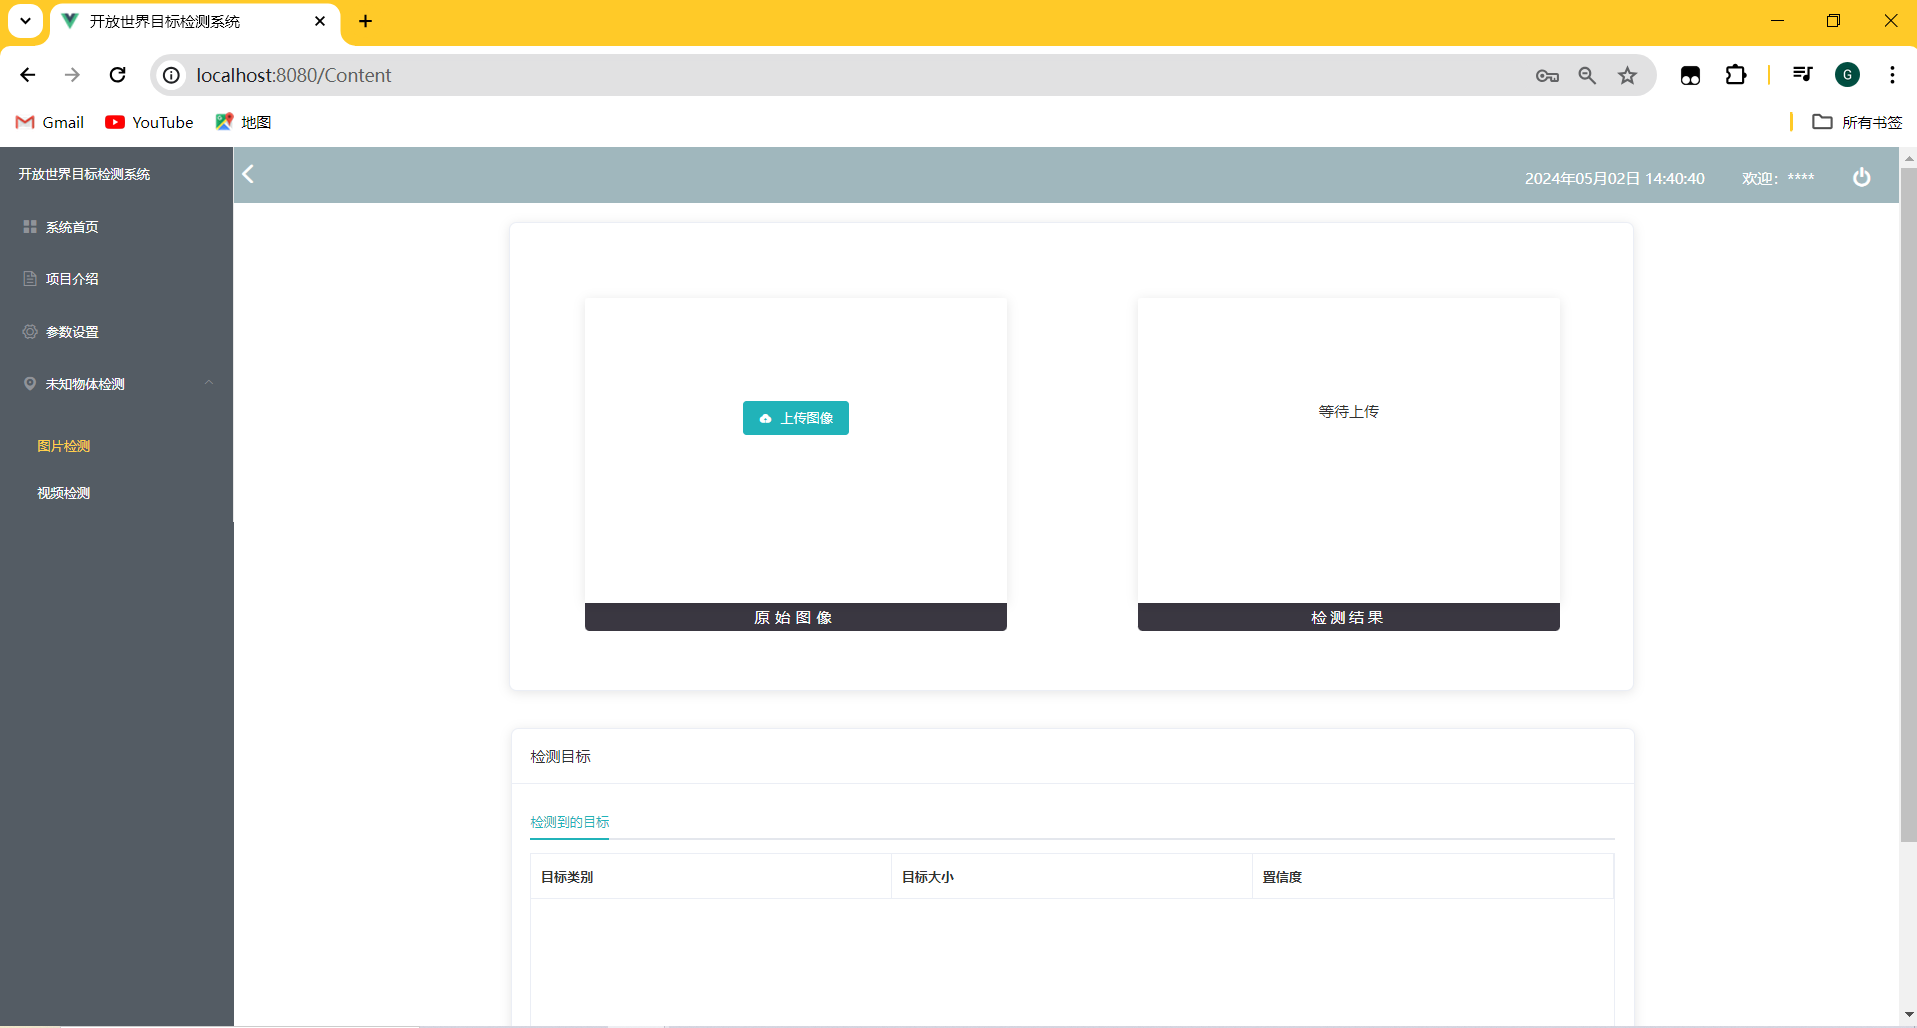 开放世界目标检测系统
localhost:8080/Content
G
Gmail
YouTube
地图
所有书签
开放世界目标检测系统
2024年05月02日 14:40:40
欢迎：****
系统首页
项目介绍
参数设置
未知物体检测
图片检测
视频检测
上传图像
等待上传
原始图像
检测结果
检测目标
检测到的目标
目标类别
目标大小
置信度